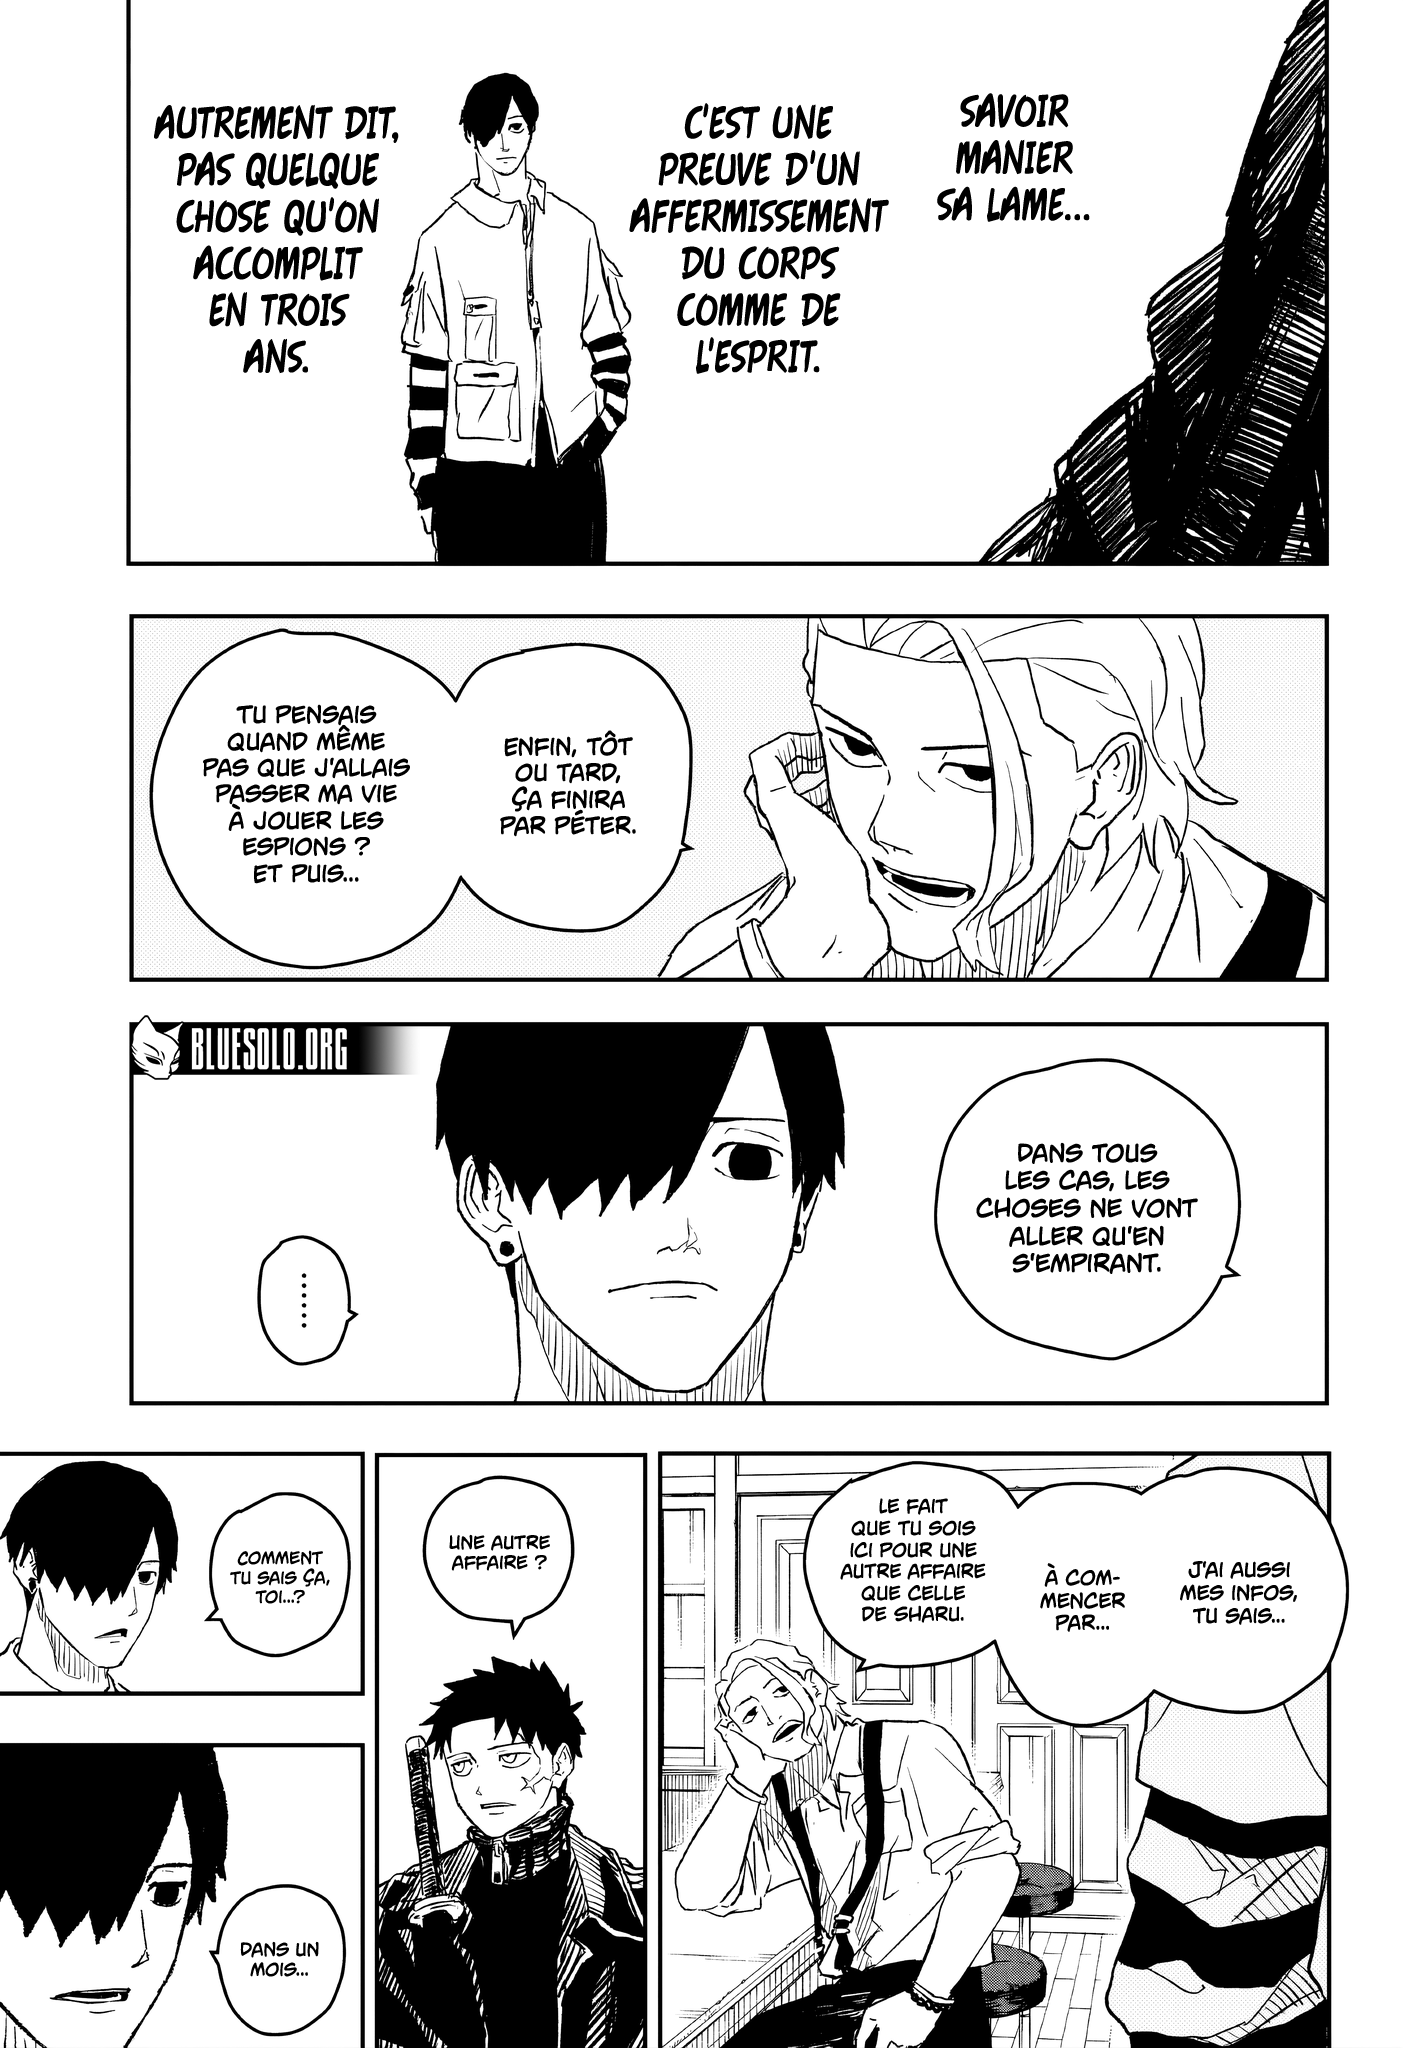 SAVOIR
MANIER
SA LAME...
C'EST UNE
PREUVE D'UN
AFFERMISSEMENT
DU CORPS
COMME DE
L'ESPRIT.
AUTREMENT DIT,
PAS QUELQUE
CHOSE QU'ON
ACCOMPLIT
EN TROIS
ANS.
ENFIN, TÔT
OU TARD,
ÇA FINIRA
PAR PÉTER.
TU PENSAIS
QUAND MÊME
PAS QUE J'ALLAIS
PASSER MA VIE
À JOUER LES
ESPIONS ?
ET PUIS...
BLUESOLO.ORG
DANS TOUS
LES CAS, LES
CHOSES NE VONT
ALLER QU'EN
S'EMPIRANT.
........
J'AI AUSSI
MES INFOS,
TU SAIS...
À COM-
MENCER
PAR...
LE FAIT
QUE TU SOIS
ICI POUR UNE
AUTRE AFFAIRE
QUE CELLE
DE SHARU.
UNE AUTRE
AFFAIRE ?
COMMENT
TU SAIS ÇA,
TOI...?
DANS UN
MOIS...